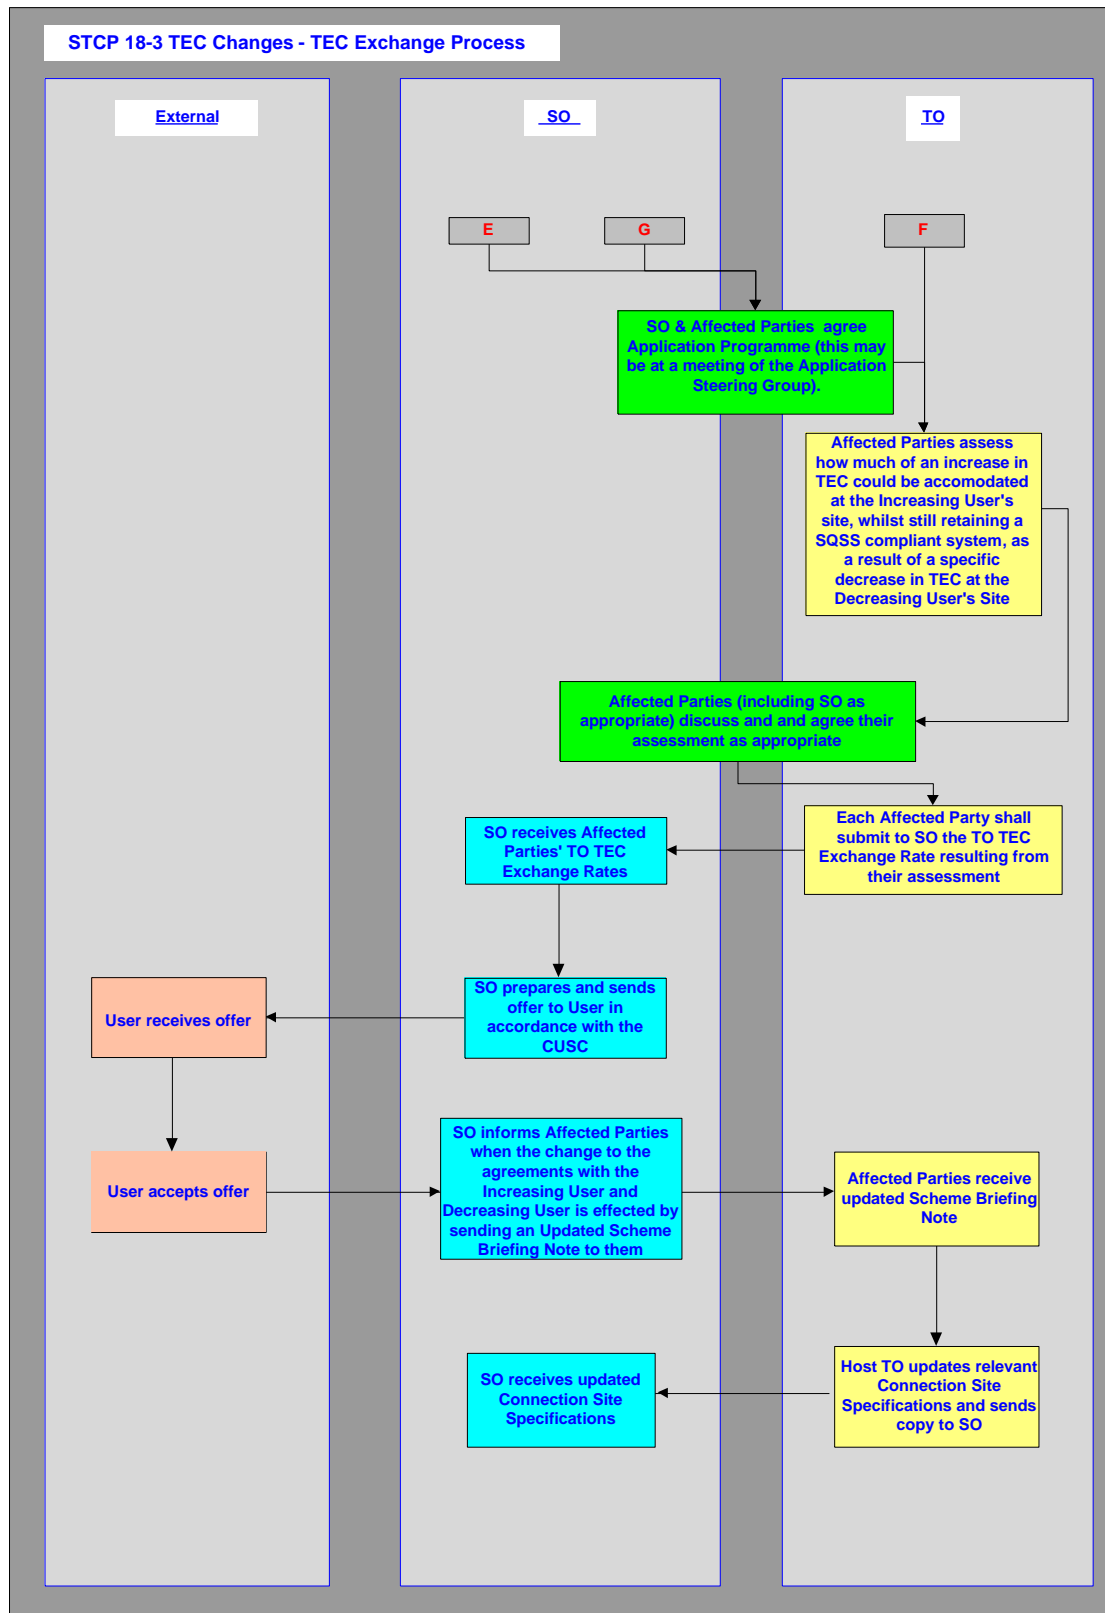 STCP 18-3 TEC Changes - TEC Exchange Process
External
SO
TO
E
G
F
SO & Affected Parties agree
Application Programme (this may
be at a meeting of the Application
Steering Group).
Affected Parties assess
how much of an increase in
TEC could be accomodated
at the Increasing User's
site, whilst still retaining a
SQSS compliant system, as
a result of a specific
decrease in TEC at the
Decreasing User's Site
Affected Parties (including SO as
appropriate) discuss and and agree their
assessment as appropriate
Each Affected Party shall
submit to SO the TO TEC
Exchange Rate resulting from
their assessment
SO receives Affected
Parties' TO TEC
Exchange Rates
SO prepares and sends
offer to User in
accordance with the
CUSC
User receives offer
User accepts offer
SO informs Affected Parties
when the change to the
agreements with the
Increasing User and
Decreasing User is effected by
sending an Updated Scheme
Briefing Note to them
Affected Parties receive
updated Scheme Briefing
Note
Host TO updates relevant
Connection Site
Specifications and sends
copy to SO
SO receives updated
Connection Site
Specifications